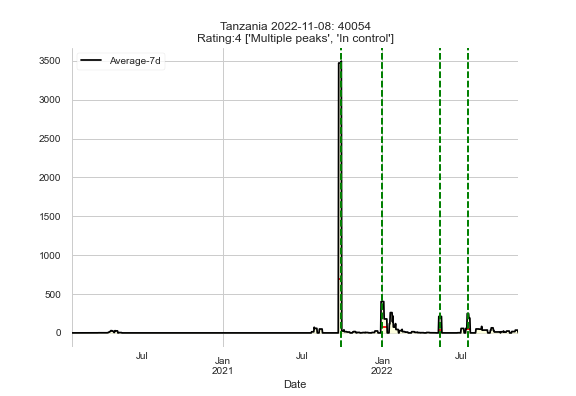 Tanzania 2022-11-08: 40054
Rating:4 ['Multiple peaks', 'In control']
Average-7d
3500
3000
2500
2000
1500
1000
500
0
Jul
Jan
2021
Jul
Jan
2022
Jul
Date